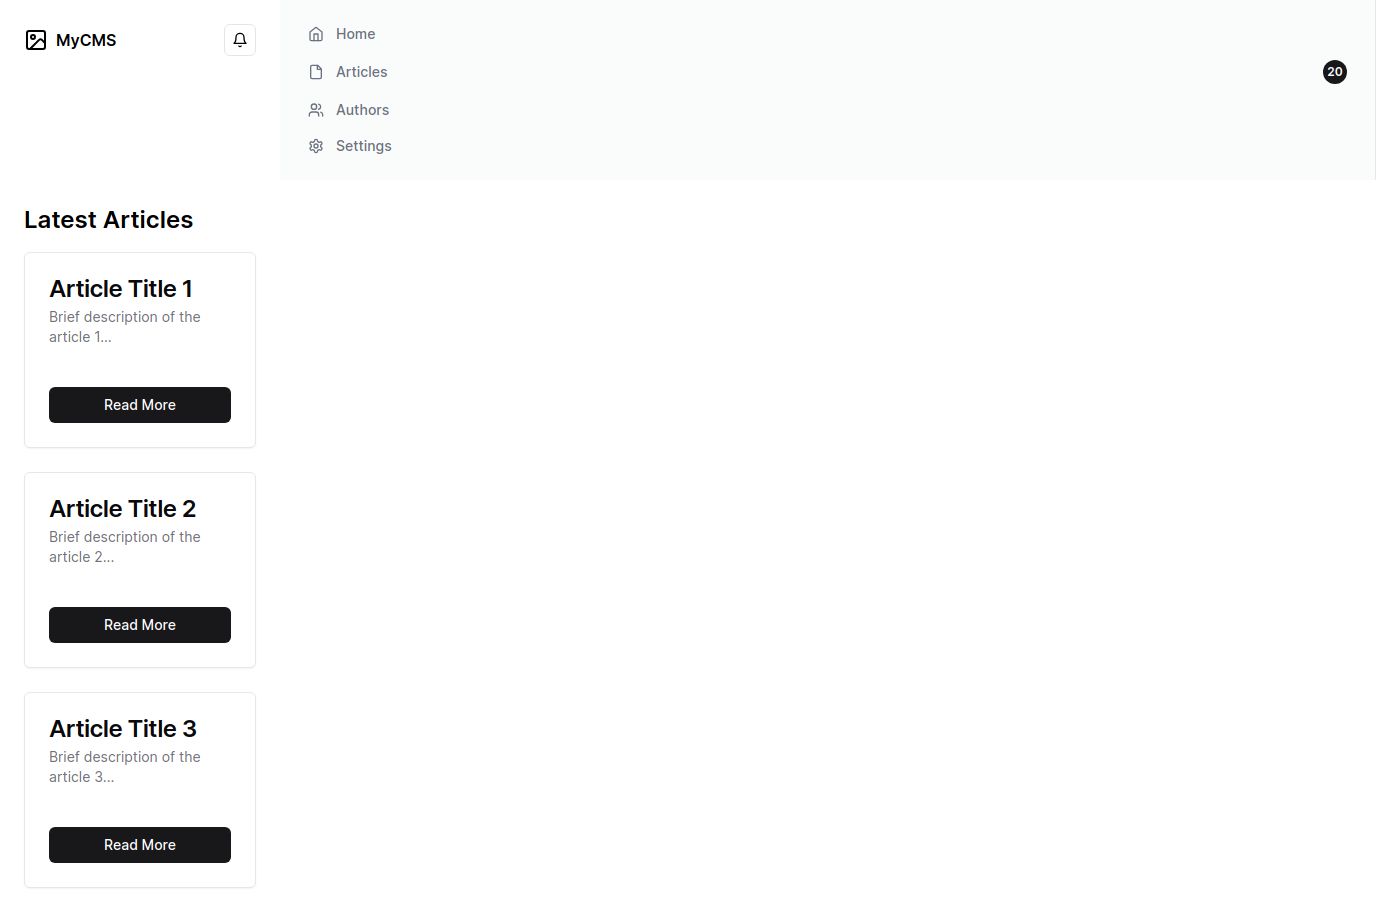 MyCMS
Home
Articles
20
Authors
Settings
Latest Articles
Article Title 1
Brief description of the
article 1...
Read More
Article Title 2
Brief description of the
article 2...
Read More
Article Title 3
Brief description of the
article 3...
Read More